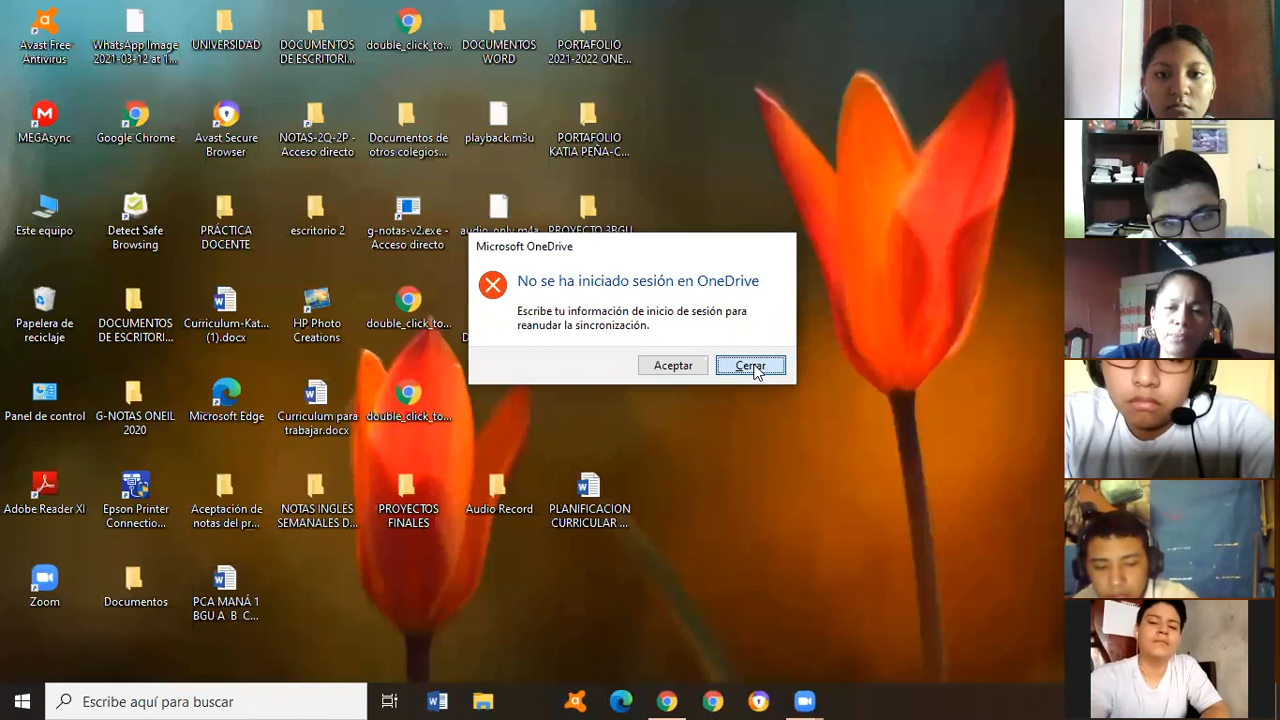 Avast Free
Antivirus
WhatsApp Image
2021-03-12 at 1...
UNIVERSIDAD
DOCUMENTOS
DE ESCRITORI...
double_click_to...
DOCUMENTOS
WORD
PORTAFOLIO
2021-2022 ONE...
MEGAsync
Google Chrome
Avast Secure
Browser
NOTAS-2Q-2P -
Acceso directo
Documentos de
otros colegios...
playback.m3u
PORTAFOLIO
KATIA PEÑA-C...
Este equipo
Detect Safe
Browsing
PRÁCTICA
DOCENTE
escritorio 2
g-notas-v2.exe -
Acceso directo
audio_only.m4a
PROYECTO 3BGU
Microsoft OneDrive
No se ha iniciado sesión en OneDrive
Escribe tu información de inicio de sesión para
reanudar la sincronización.
Aceptar
Cerrar
Papelera de
reciclaje
DOCUMENTOS
DE ESCRITORI...
Curriculum-Kat...
(1).docx
HP Photo
Creations
double_click_to...
Panel de control
G-NOTAS ONEIL
2020
Microsoft Edge
Curriculum para
trabajar.docx
double_click_to...
Adobe Reader XI
Epson Printer
Connectio...
Aceptación de
notas del pr...
NOTAS INGLÉS
SEMANALES D...
PROYECTOS
FINALES
Audio Record
PLANIFICACION
CURRICULAR ...
Zoom
Documentos
PCA MANÁ 1
BGU A B C...
Escribe aquí para buscar